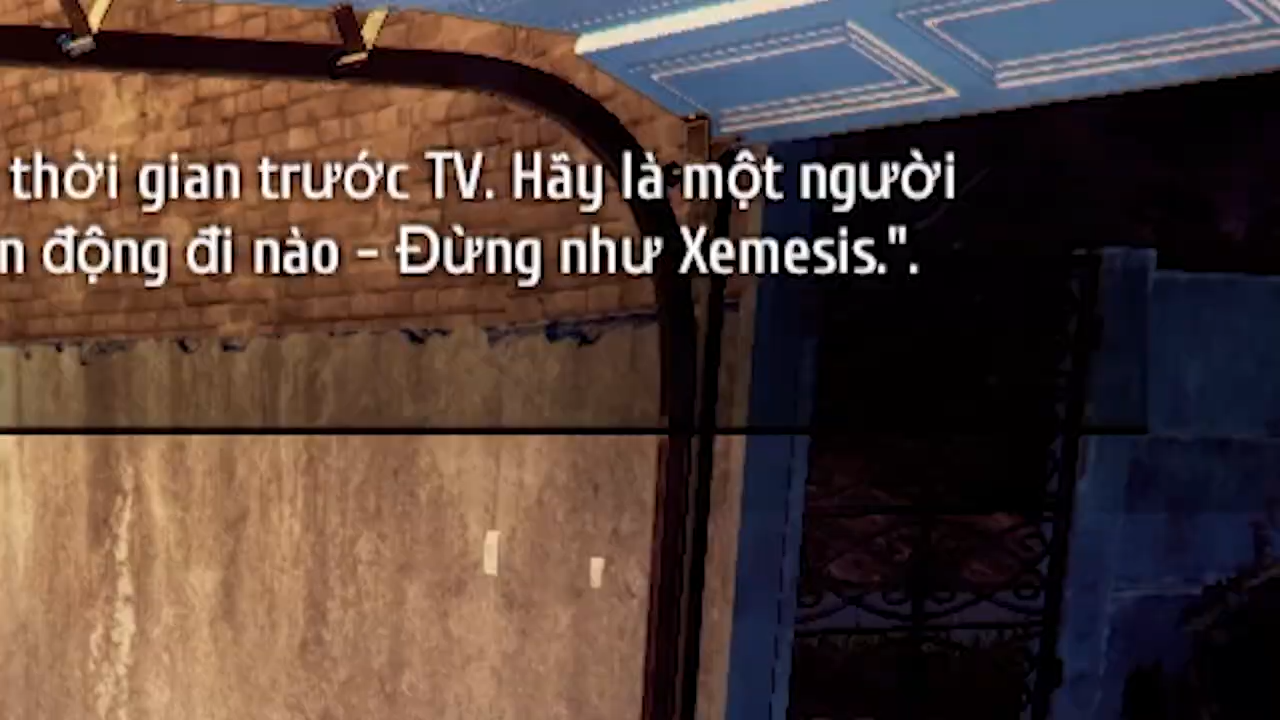 thời gian trước TV. Hãy là một người
n động đi nào - Đừng như Xemesis.".